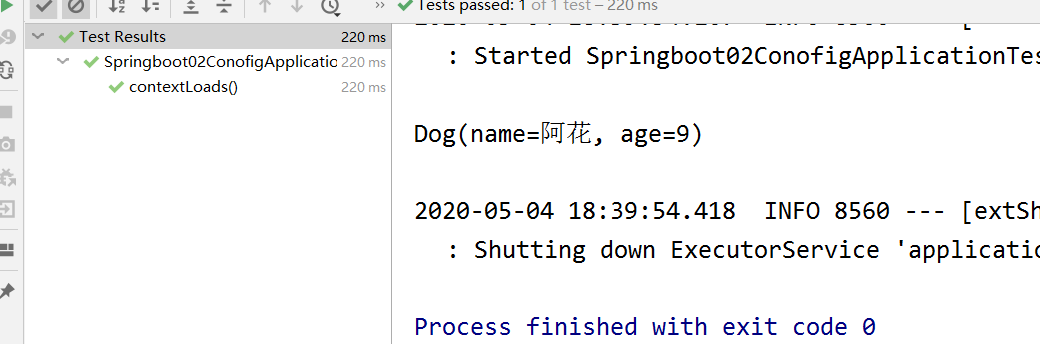 Tests passed: 1 of 1 test – 220 ms
Test Results 220 ms
Springboot02ConofigApplicatio 220 ms
contextLoads() 220 ms
: Started Springboot02ConofigApplicationTes
Dog(name=阿花, age=9)
2020-05-04 18:39:54.418  INFO 8560 --- [extSh
: Shutting down ExecutorService 'applicatio
Process finished with exit code 0